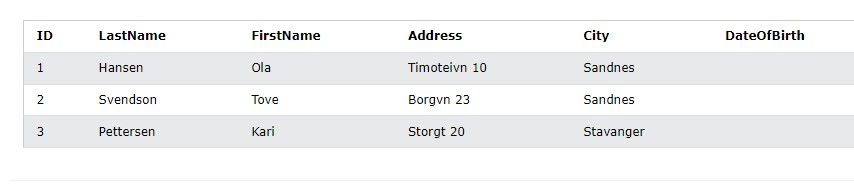 ID LastName FirstName Address City DateOfBirth
1 Hansen Ola Timoteivn 10 Sandnes
2 Svendson Tove Borgvn 23 Sandnes
3 Pettersen Kari Storgt 20 Stavanger